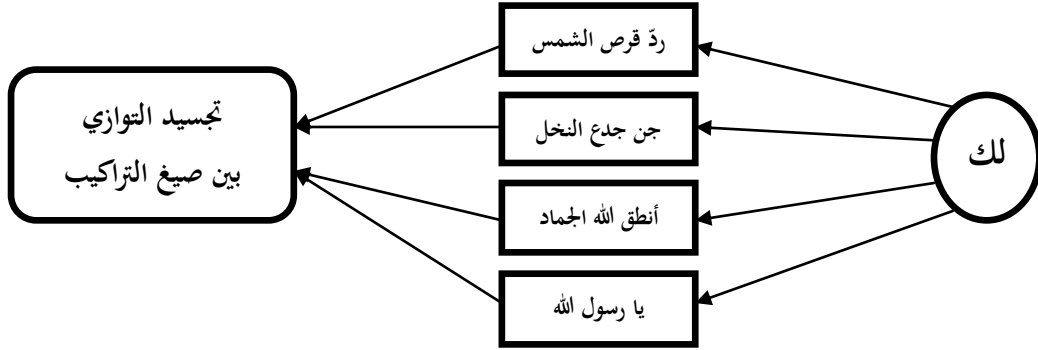 لك
ردّ قرص الشمس
جن جدع النخل
أنطق الله الجماد
يا رسول الله
تجسيد التوازي
بين صيغ التراكيب